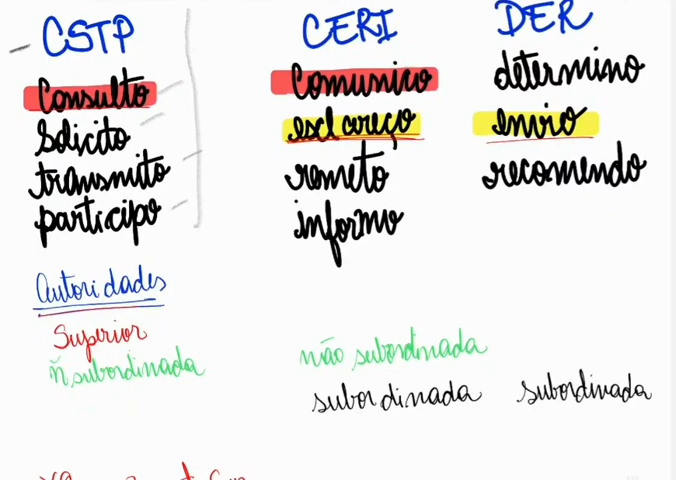 CSTP CERI DER
Consulto Comunico determino
Solicito esclareço envio
transmito remeto recomendo
participo informo
Autoridades
Superior não subordinada
ñ subordinada subordinada subordinada